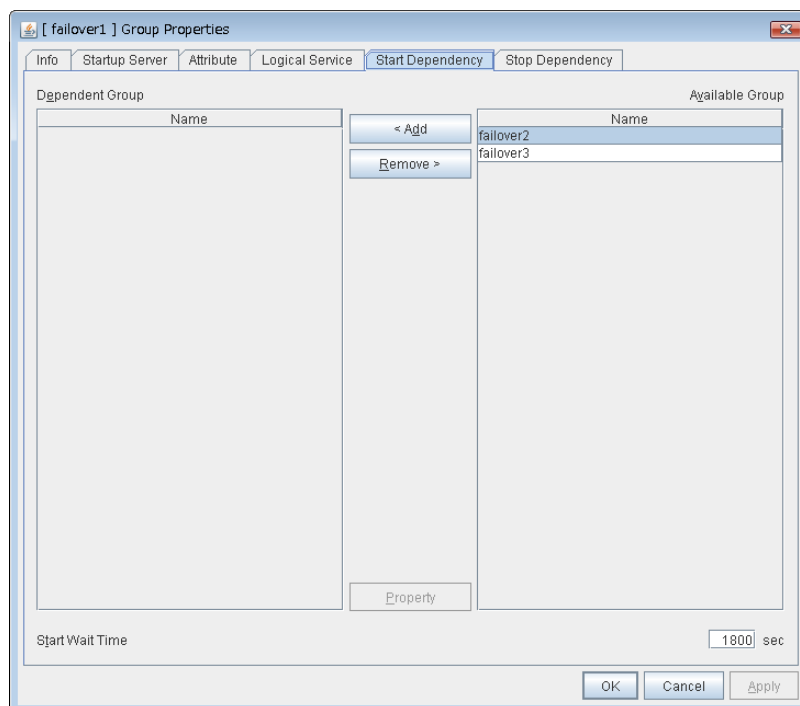 [ failover1 ] Group Properties
Info Startup Server Attribute Logical Service Start Dependency Stop Dependency
Dependent Group Available Group
Name < Add Name
failover2
Remove > failover3
Property
Start Wait Time 1800 sec
OK Cancel Apply